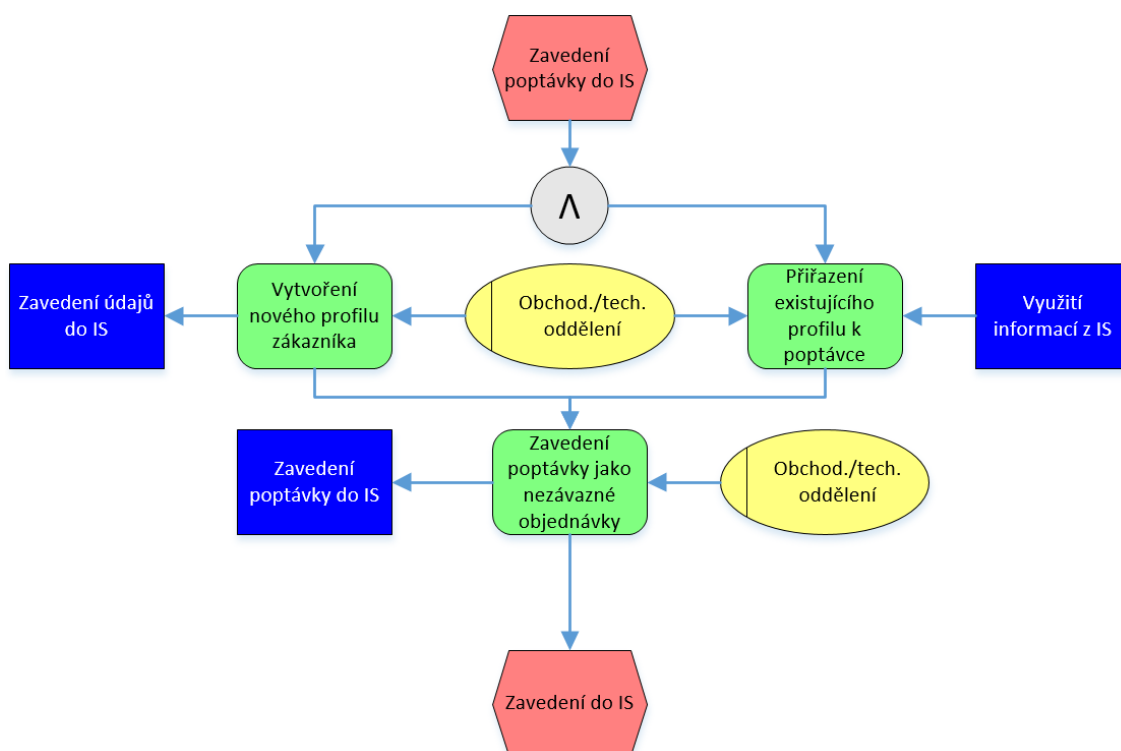 Zavedení
poptávky do IS
Λ
Zavedení údajů
do IS
Vytvoření
nového profilu
zákazníka
Obchod./tech.
oddělení
Přiřazení
existujícího
profilu k
poptávce
Využití
informací z IS
Zavedení
poptávky do IS
Zavedení
poptávky jako
nezávazné
objednávky
Obchod./tech.
oddělení
Zavedení do IS